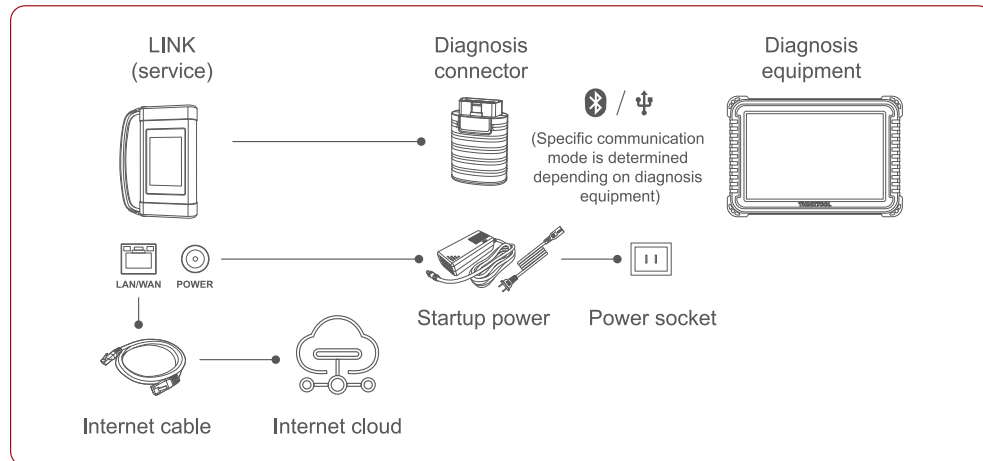 LINK
(service)
Diagnosis
connector
Diagnosis
equipment
/
(Specific communication
mode is determined
depending on diagnosis
equipment)
THINKTOOL
LAN/WAN
POWER
Startup power
Power socket
Internet cable
Internet cloud